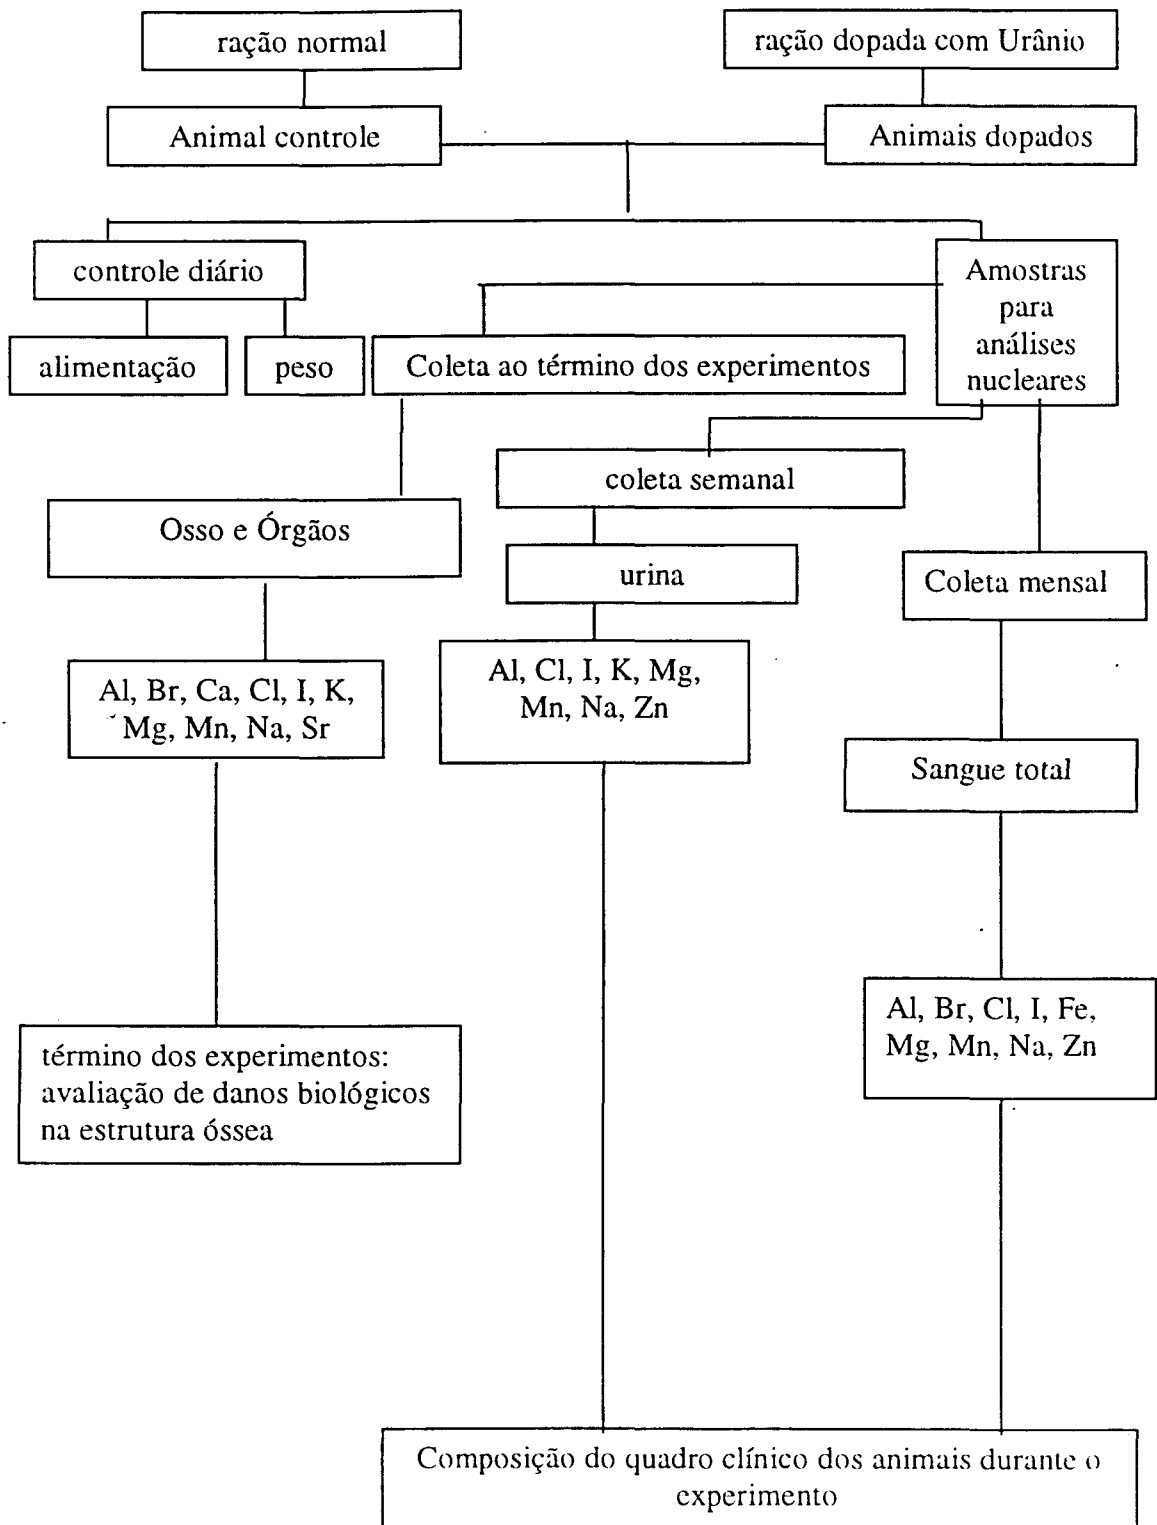 ração normal
ração dopada com Urânio
Animal controle
Animais dopados
controle diário
Amostras
para
análises
nucleares
alimentação
peso
Coleta ao término dos experimentos
coleta semanal
Osso e Órgãos
urina
Coleta mensal
Al, Br, Ca, Cl, I, K,
Mg, Mn, Na, Sr
Al, Cl, I, K, Mg,
Mn, Na, Zn
Sangue total
Al, Br, Cl, I, Fe,
Mg, Mn, Na, Zn
término dos experimentos:
avaliação de danos biológicos
na estrutura óssea
Composição do quadro clínico dos animais durante o
experimento